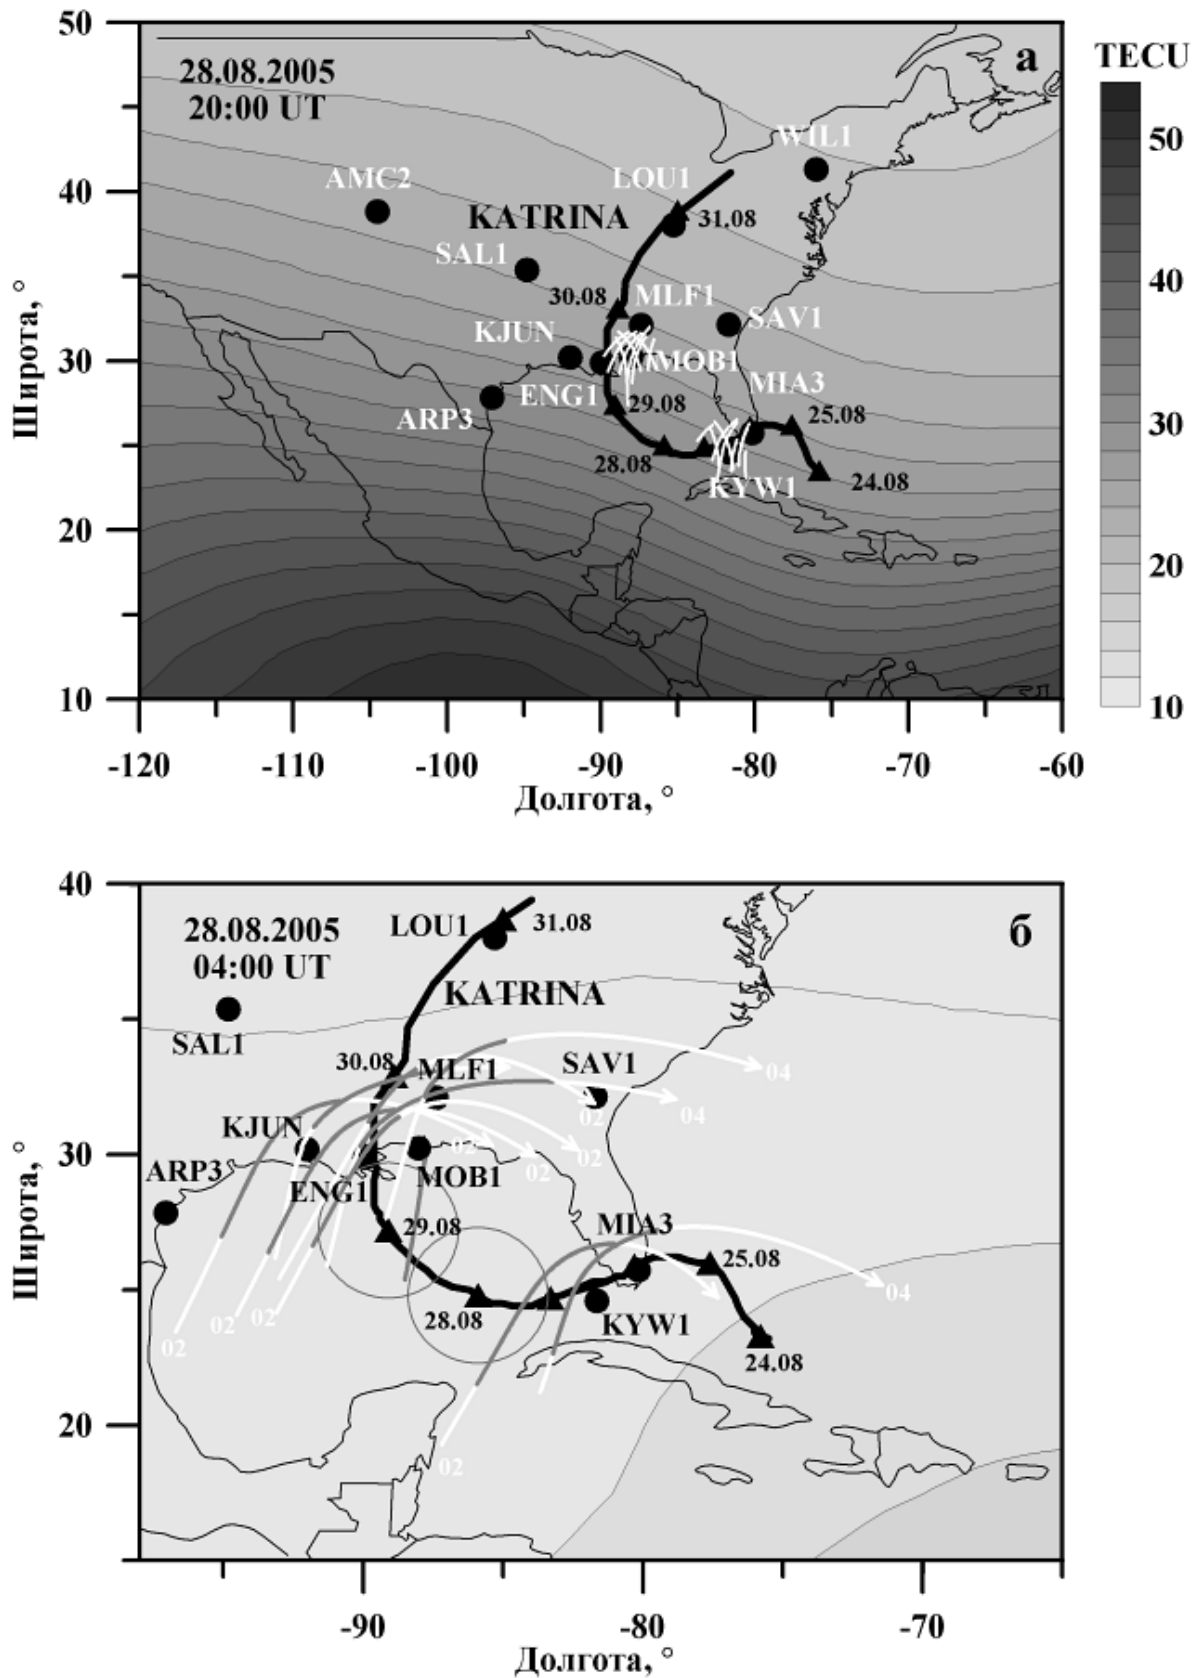 50
28.08.2005
20:00 UT
а
TECU
50
WIL1
AMC2
LOU1
40
KATRINA
31.08
SAL1
40
30.08
MLF1
KJUN
SAV1
30
MOB1
MIA3
ENG1
29.08
25.08
ARP3
30
28.08
KYW1
24.08
20
20
10
10
-120
-110
-100
-90
-80
-70
-60
Широта, °
Долгота, °
40
28.08.2005
04:00 UT
б
LOU1
31.08
KATRINA
SAL1
30.08
MLF1
SAV1
04
02
04
KJUN
02
02
02
30
ARP3
ENG1
MOB1
29.08
MIA3
25.08
04
28.08
KYW1
02
02
02
24.08
20
02
-90
-80
-70
Широта, °
Долгота, °